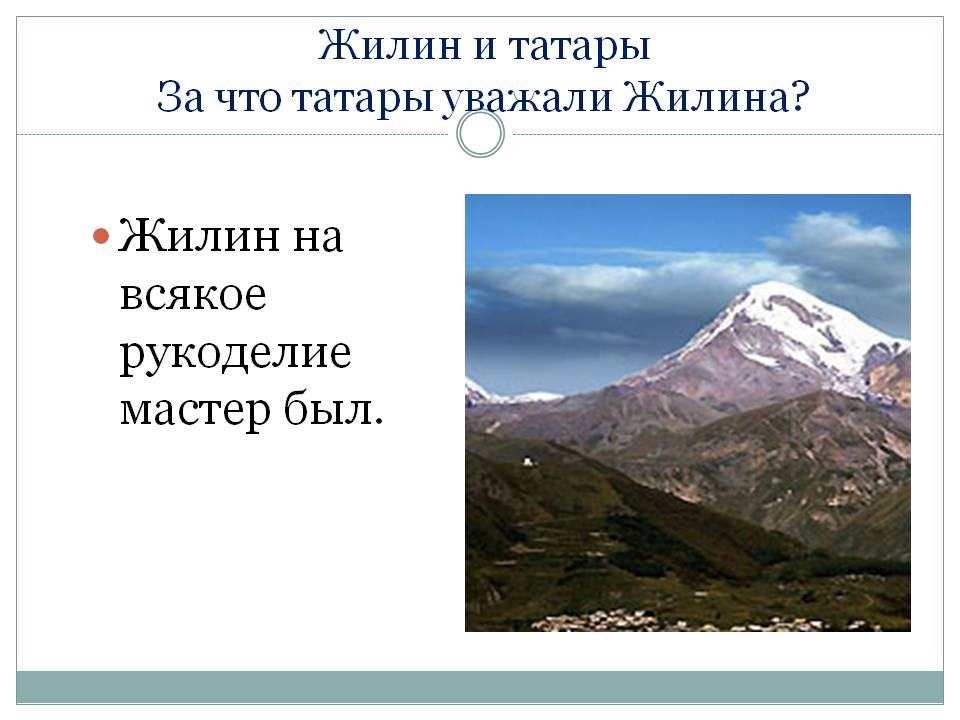 Жилин и татары
За что татары уважали Жилина?
Жилин на
всякое
рукоделие
мастер был.